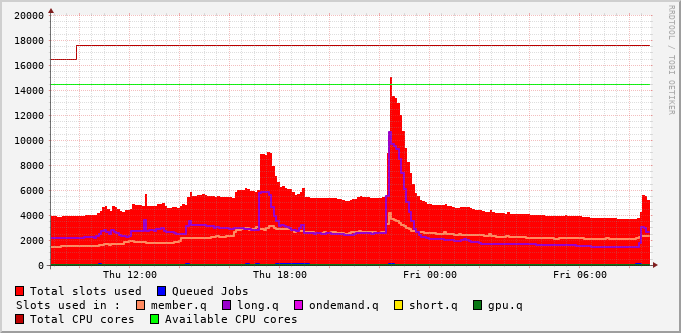 20000
18000
16000
14000
12000
10000
8000
6000
4000
2000
0
Thu 12:00 Thu 18:00 Fri 00:00 Fri 06:00
RRDTOOL / TOBI OETIKER
Total slots used Queued Jobs
Slots used in : member.q long.q ondemand.q short.q gpu.q
Total CPU cores Available CPU cores